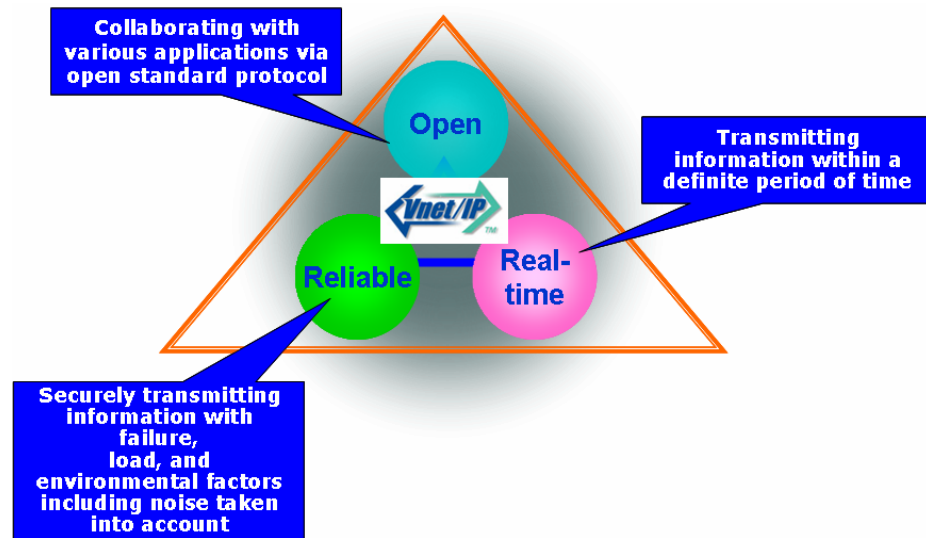 Collaborating with
various applications via
open standard protocol
Open
Transmitting
information within a
definite period of time
Vnet/IP
TM
Reliable
Real-
time
Securely transmitting
information with
failure,
load, and
environmental factors
including noise taken
into account